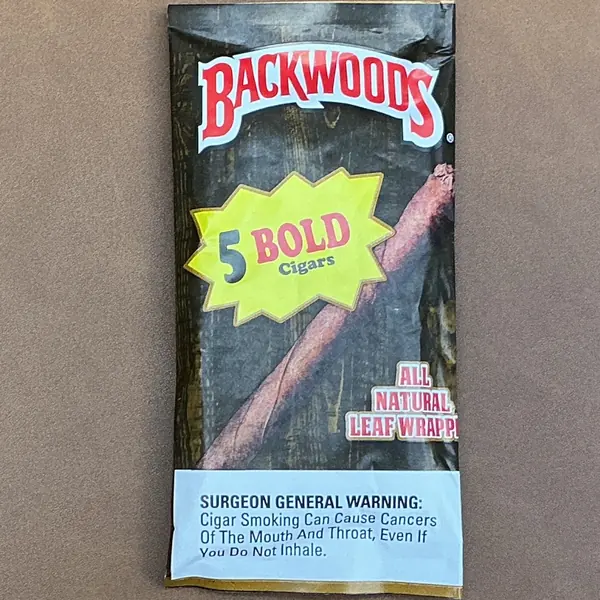 BACKWOODS®
5 BOLD
Cigars
ALL
NATURAL
LEAF WRAPP
SURGEON GENERAL WARNING:
Cigar Smoking Can Cause Cancers
Of The Mouth And Throat, Even If
You Do Not Inhale.